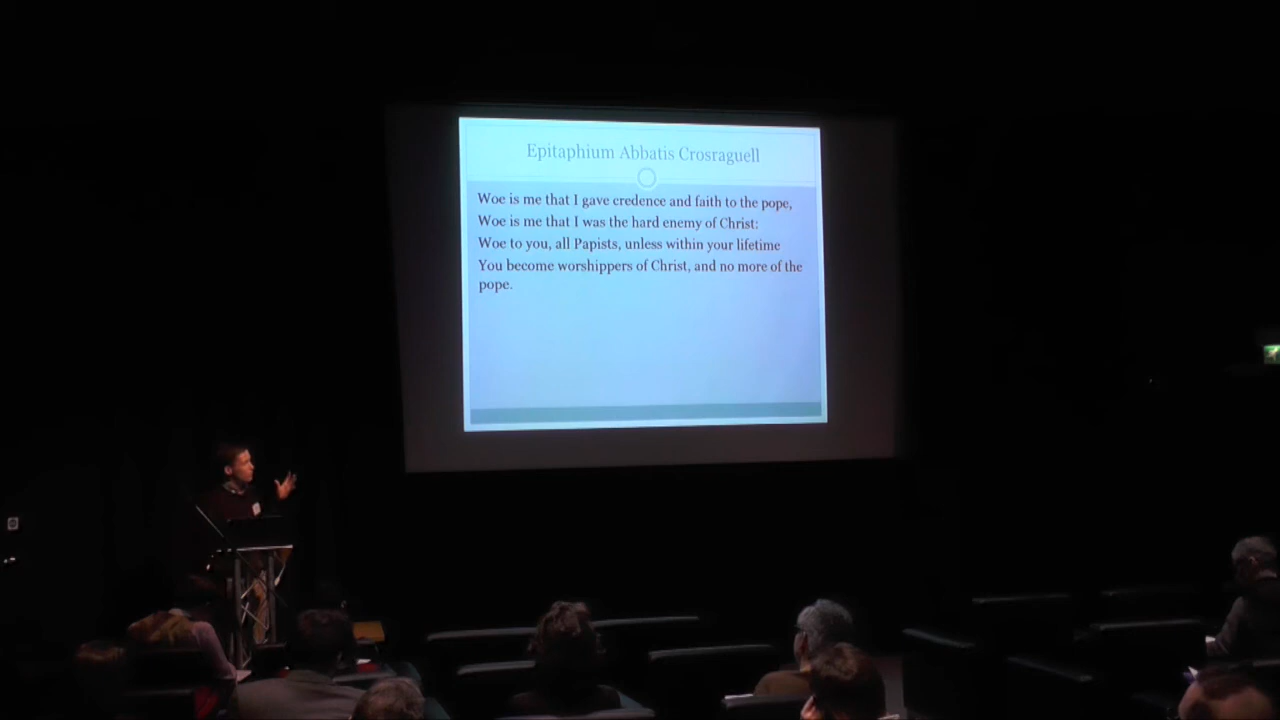 Epitaphium Abbatis Crosraguell
Woe is me that I gave credence and faith to the pope,
Woe is me that I was the hard enemy of Christ:
Woe to you, all Papists, unless within your lifetime
You become worshippers of Christ, and no more of the
pope.